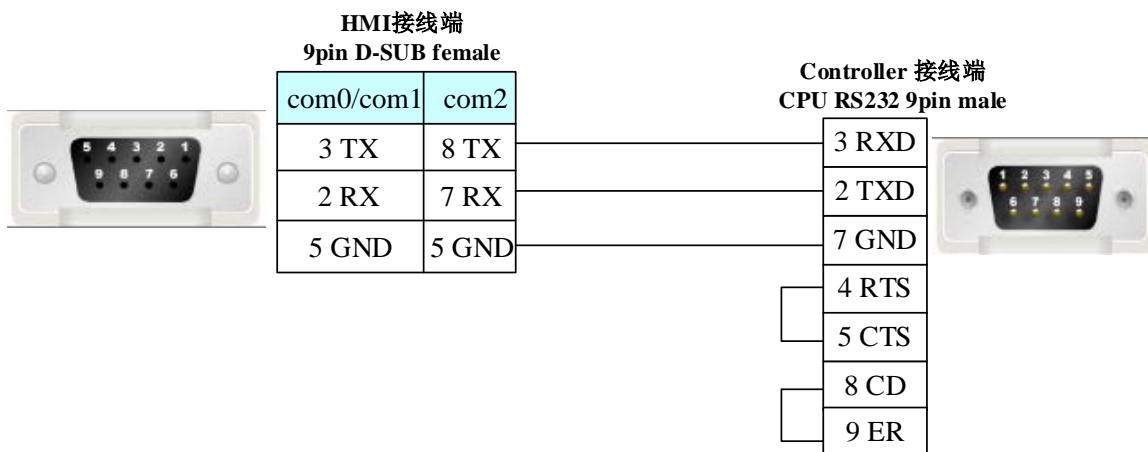 HMI接线端
9pin D-SUB female
com0/com1 com2
3 TX 8 TX
2 RX 7 RX
5 GND 5 GND
5 4 3 2 1
9 8 7 6
Controller 接线端
CPU RS232 9pin male
3 RXD
2 TXD
7 GND
4 RTS
5 CTS
8 CD
9 ER
1 2 3 4 5
6 7 8 9